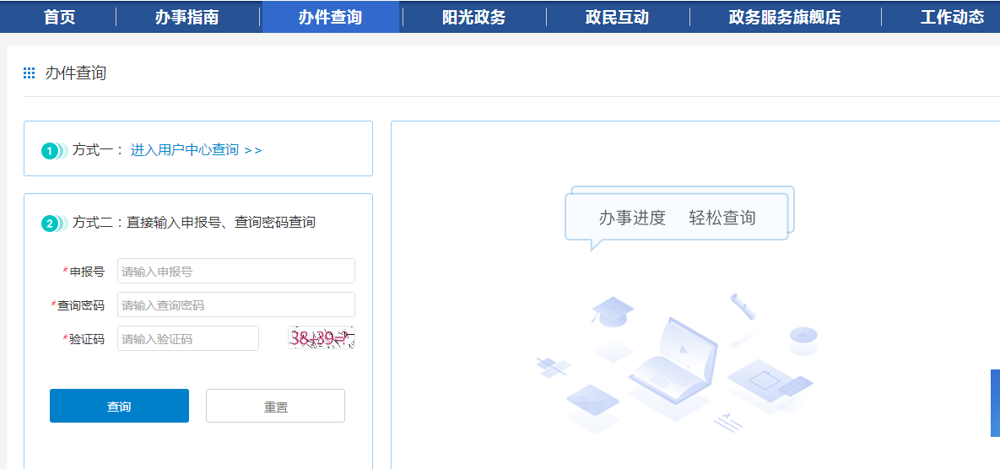 首页 办事指南 办件查询 阳光政务 政民互动 政务服务旗舰店 工作动态
办件查询
1 方式一： 进入用户中心查询 >>
2 方式二：直接输入申报号、查询密码查询
*申报号 请输入申报号
*查询密码 请输入查询密码
*验证码 请输入验证码 38+39=?
查询 重置
办事进度 轻松查询